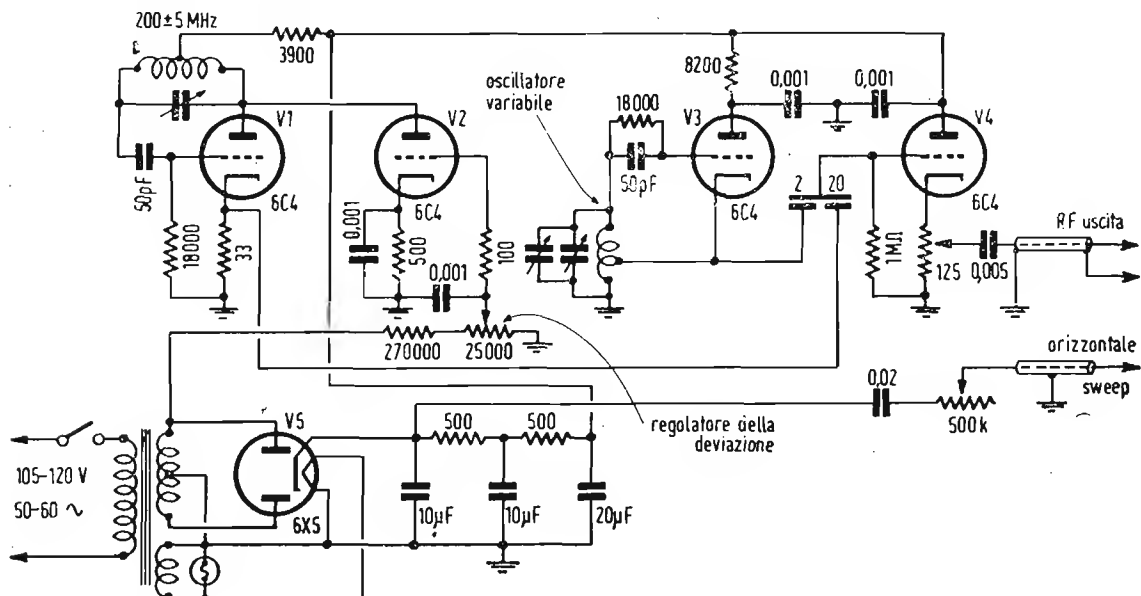 200±5 MHz
3900
oscillatore
variabile
8200
0,001
0,001
18000
V1
V2
V3
V4
50pF
6C4
6C4
50pF
6C4
2
20
6C4
RF uscita
18000
33
0,001
500
0,001
100
1MΩ
125
0,005
270000
25000
orizzontale
sweep
0,02
500k
regolatore della
deviazione
V5
500
500
105-120 V
50-60 ~
6X5
10µF
10µF
20µF